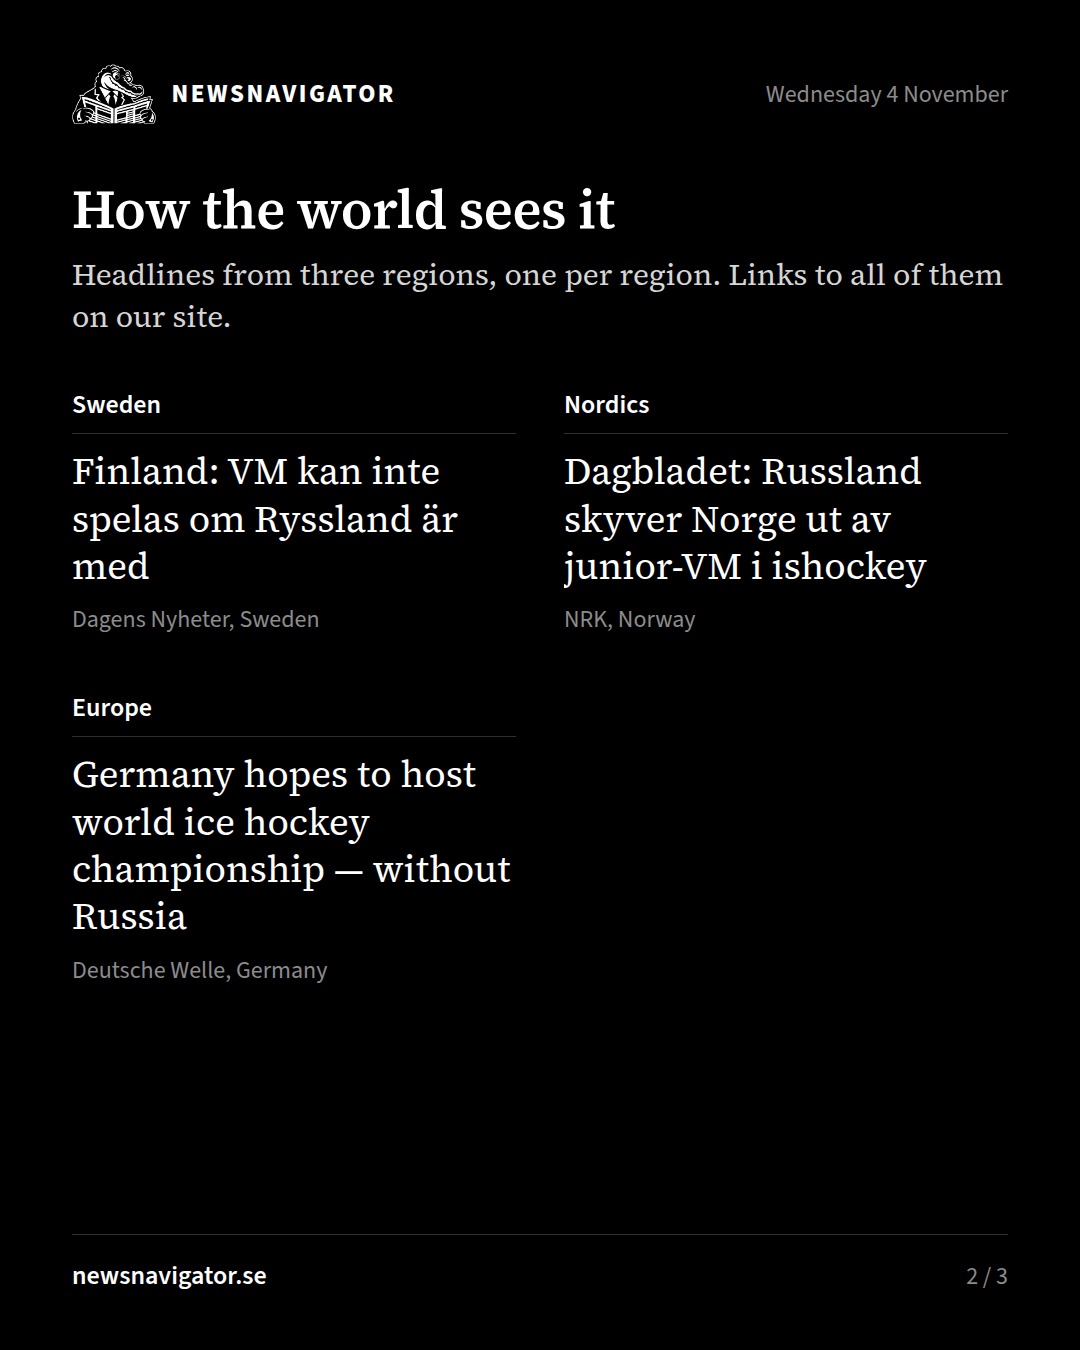 NEWSNAVIGATOR
Wednesday 4 November
How the world sees it
Headlines from three regions, one per region. Links to all of them
on our site.
Sweden
Finland: VM kan inte
spelas om Ryssland är
med
Dagens Nyheter, Sweden
Nordics
Dagbladet: Russland
skyver Norge ut av
junior-VM i ishockey
NRK, Norway
Europe
Germany hopes to host
world ice hockey
championship — without
Russia
Deutsche Welle, Germany
newsnavigator.se
2 / 3